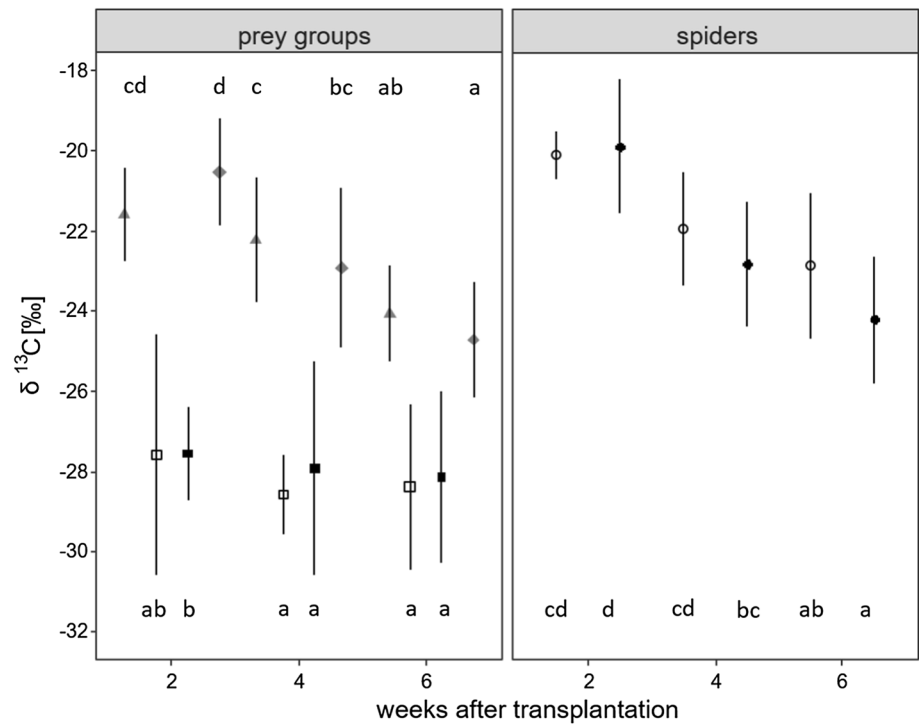 prey groups
spiders
δ 13C[‰]
-18
-20
-22
-24
-26
-28
-30
-32
cd d c bc ab a
ab b a a a a
cd d cd bc ab a
2 4 6
2 4 6
weeks after transplantation